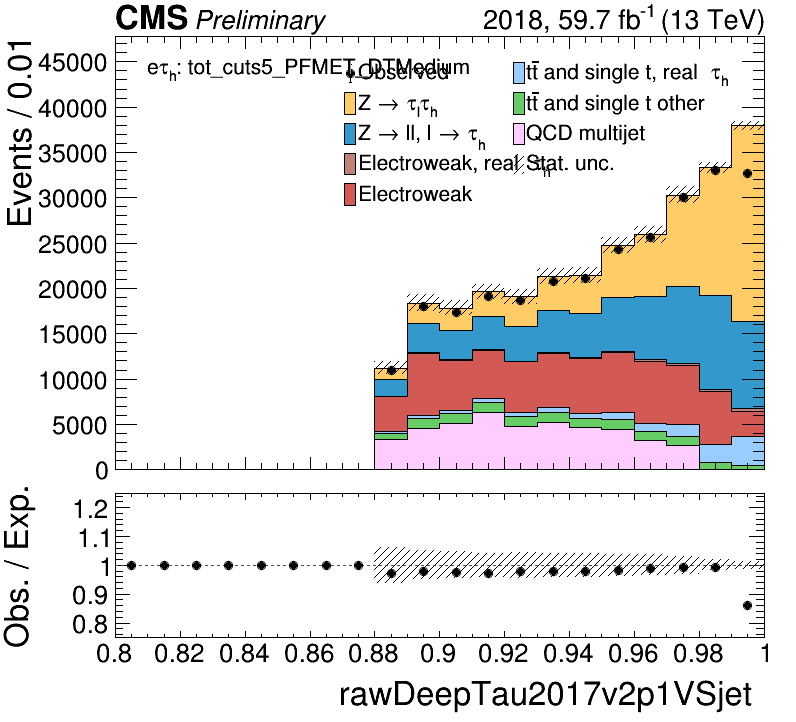 CMS Preliminary 2018, 59.7 fb⁻¹ (13 TeV)
Events / 0.01
45000
40000
35000
30000
25000
20000
15000
10000
5000
0
eτh: tot_cuts5_PFMET_DTMedium
Observed
Z → τlτh
Z → ll, l → τh
Electroweak, real τh
Electroweak
tt̄ and single t, real τh
tt̄ and single t other
QCD multijet
Stat. unc.
Obs. / Exp.
1.2
1.1
1
0.9
0.8
0.8 0.82 0.84 0.86 0.88 0.9 0.92 0.94 0.96 0.98 1
rawDeepTau2017v2p1VSjet